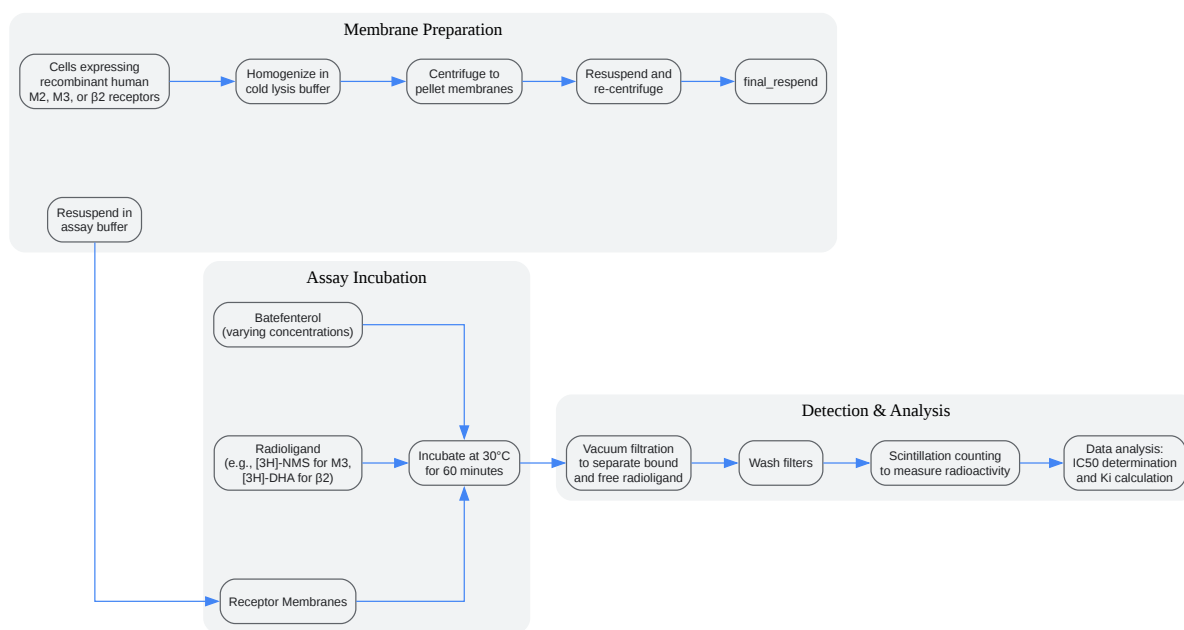 Membrane Preparation
Cells expressing
recombinant human
M2, M3, or β2 receptors
Homogenize in
cold lysis buffer
Centrifuge to
pellet membranes
Resuspend and
re-centrifuge
final_respend
Resuspend in
assay buffer
Assay Incubation
Batefenterol
(varying concentrations)
Radioligand
(e.g., [3H]-NMS for M3,
[3H]-DHA for β2)
Incubate at 30°C
for 60 minutes
Receptor Membranes
Detection & Analysis
Vacuum filtration
to separate bound
and free radioligand
Wash filters
Scintillation counting
to measure radioactivity
Data analysis:
IC50 determination
and Ki calculation